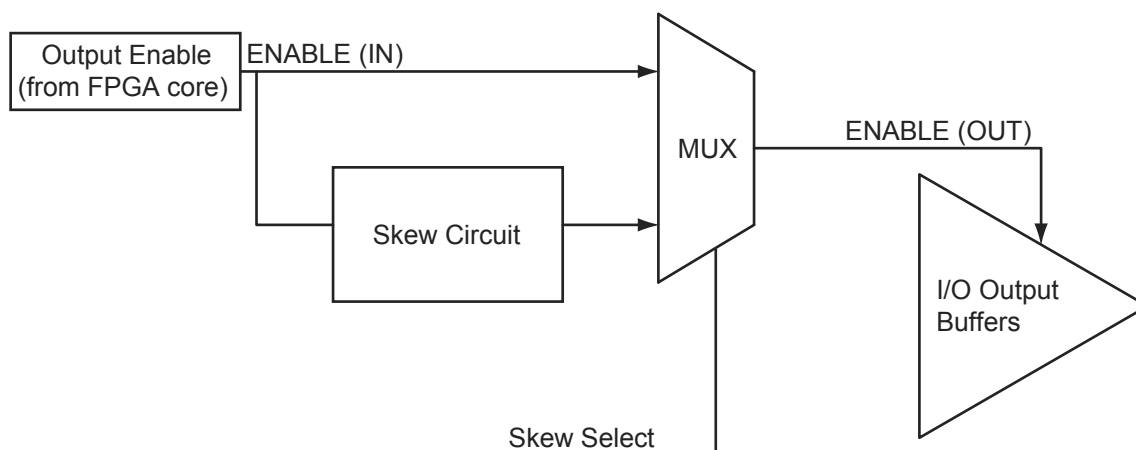 Output Enable
(from FPGA core)
ENABLE (IN)
MUX
ENABLE (OUT)
Skew Circuit
I/O Output
Buffers
Skew Select